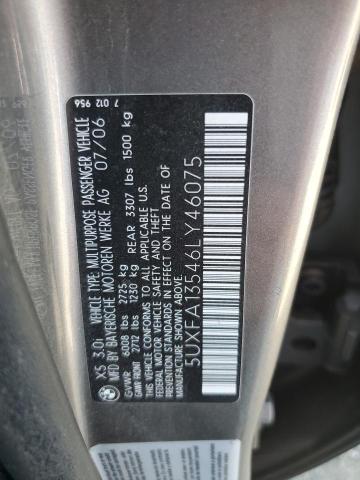 X5 3.0i
VEHICLE TYPE: MULTIPURPOSE PASSENGER VEHICLE
MFD BY BAYERISCHE MOTOREN WERKE AG 07/06
GVWR 6008 lbs 2725 kg
GWR FRONT 2712 lbs 1230 kg REAR 3307 lbs 1500 kg
THIS VEHICLE CONFORMS TO ALL APPLICABLE U.S.
FEDERAL MOTOR VEHICLE SAFETY AND THEFT
PREVENTION STANDARDS IN EFFECT ON THE DATE OF
MANUFACTURE SHOWN ABOVE.
5UXFA13546LY46075
7 012 956